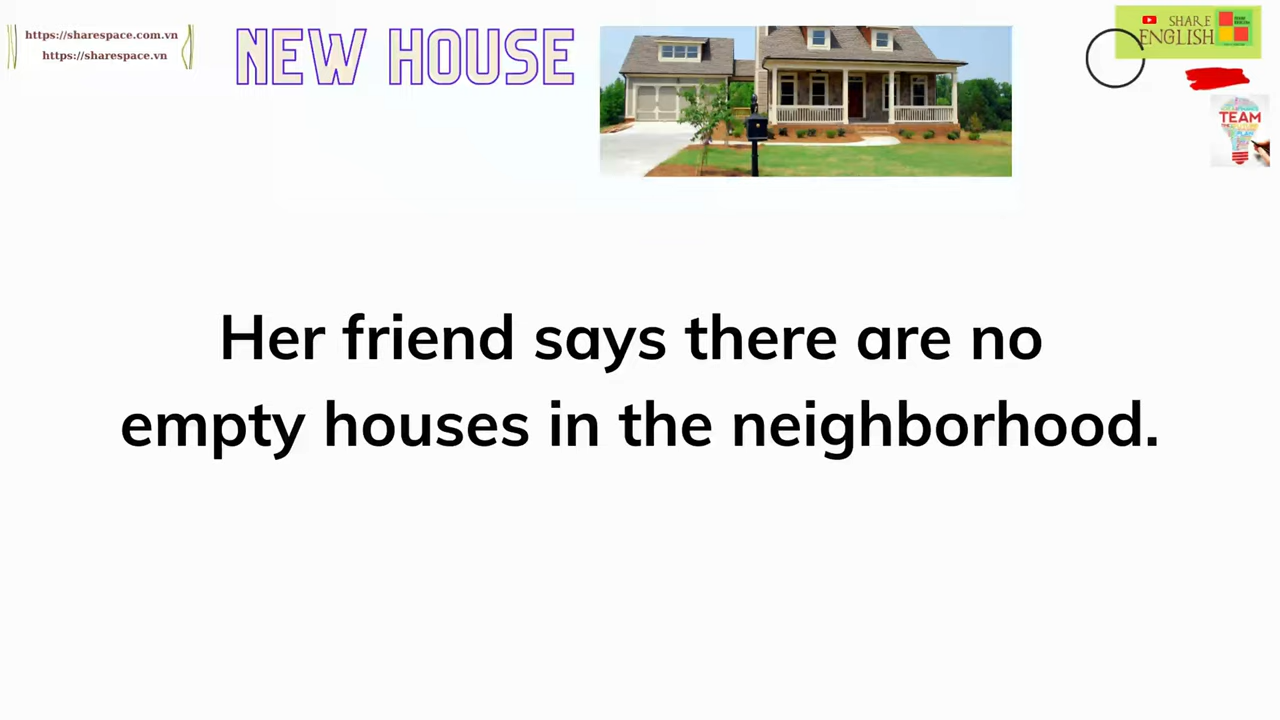 https://sharespace.com.vn
https://sharespace.vn
NEW HOUSE
SHARE
ENGLISH
TEAM
Her friend says there are no
empty houses in the neighborhood.